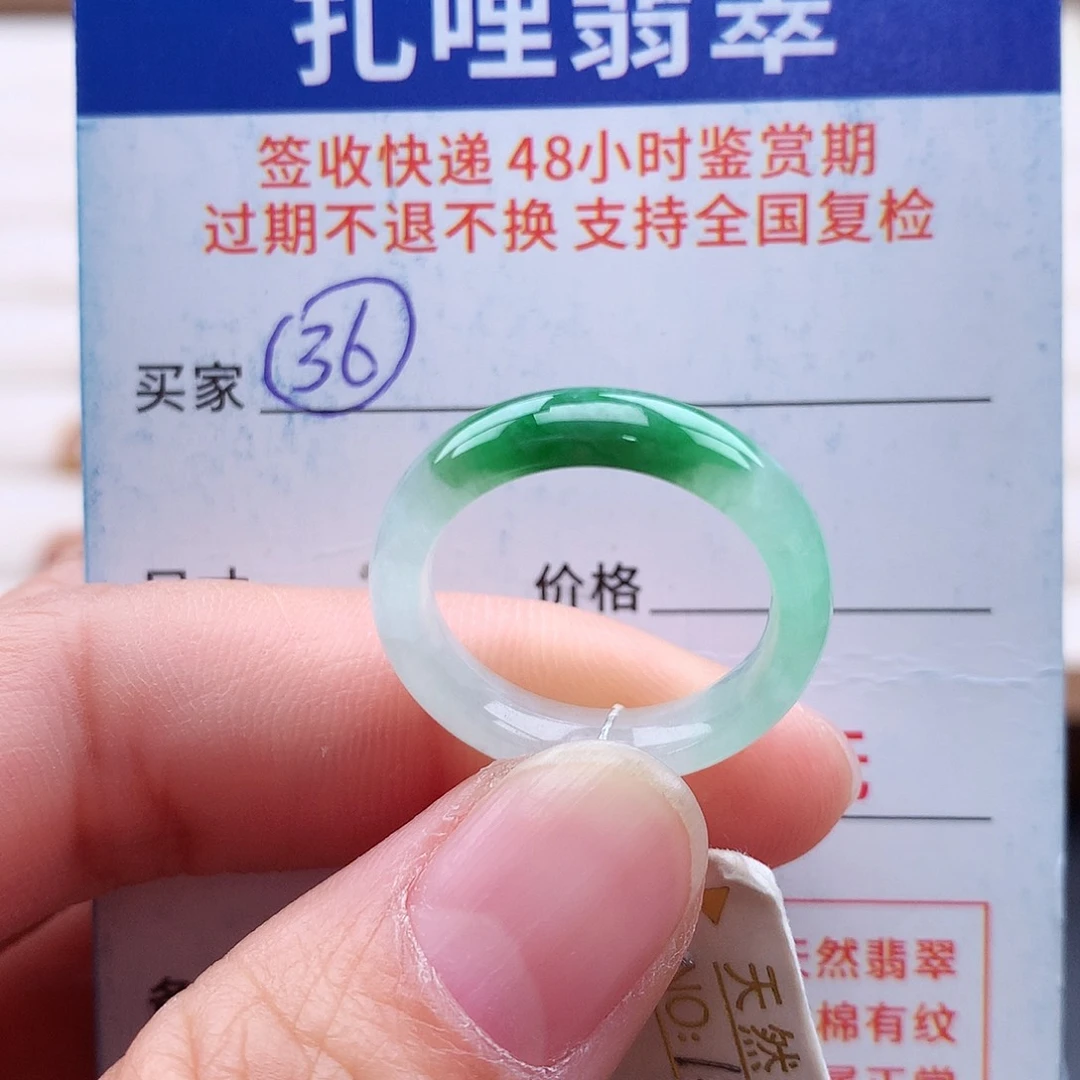 扎哩翡翠
签收快递 48小时鉴赏期
过期不退不换 支持全国复检
买家 36
价格
天然翡翠
棉有纹
天然
NO: